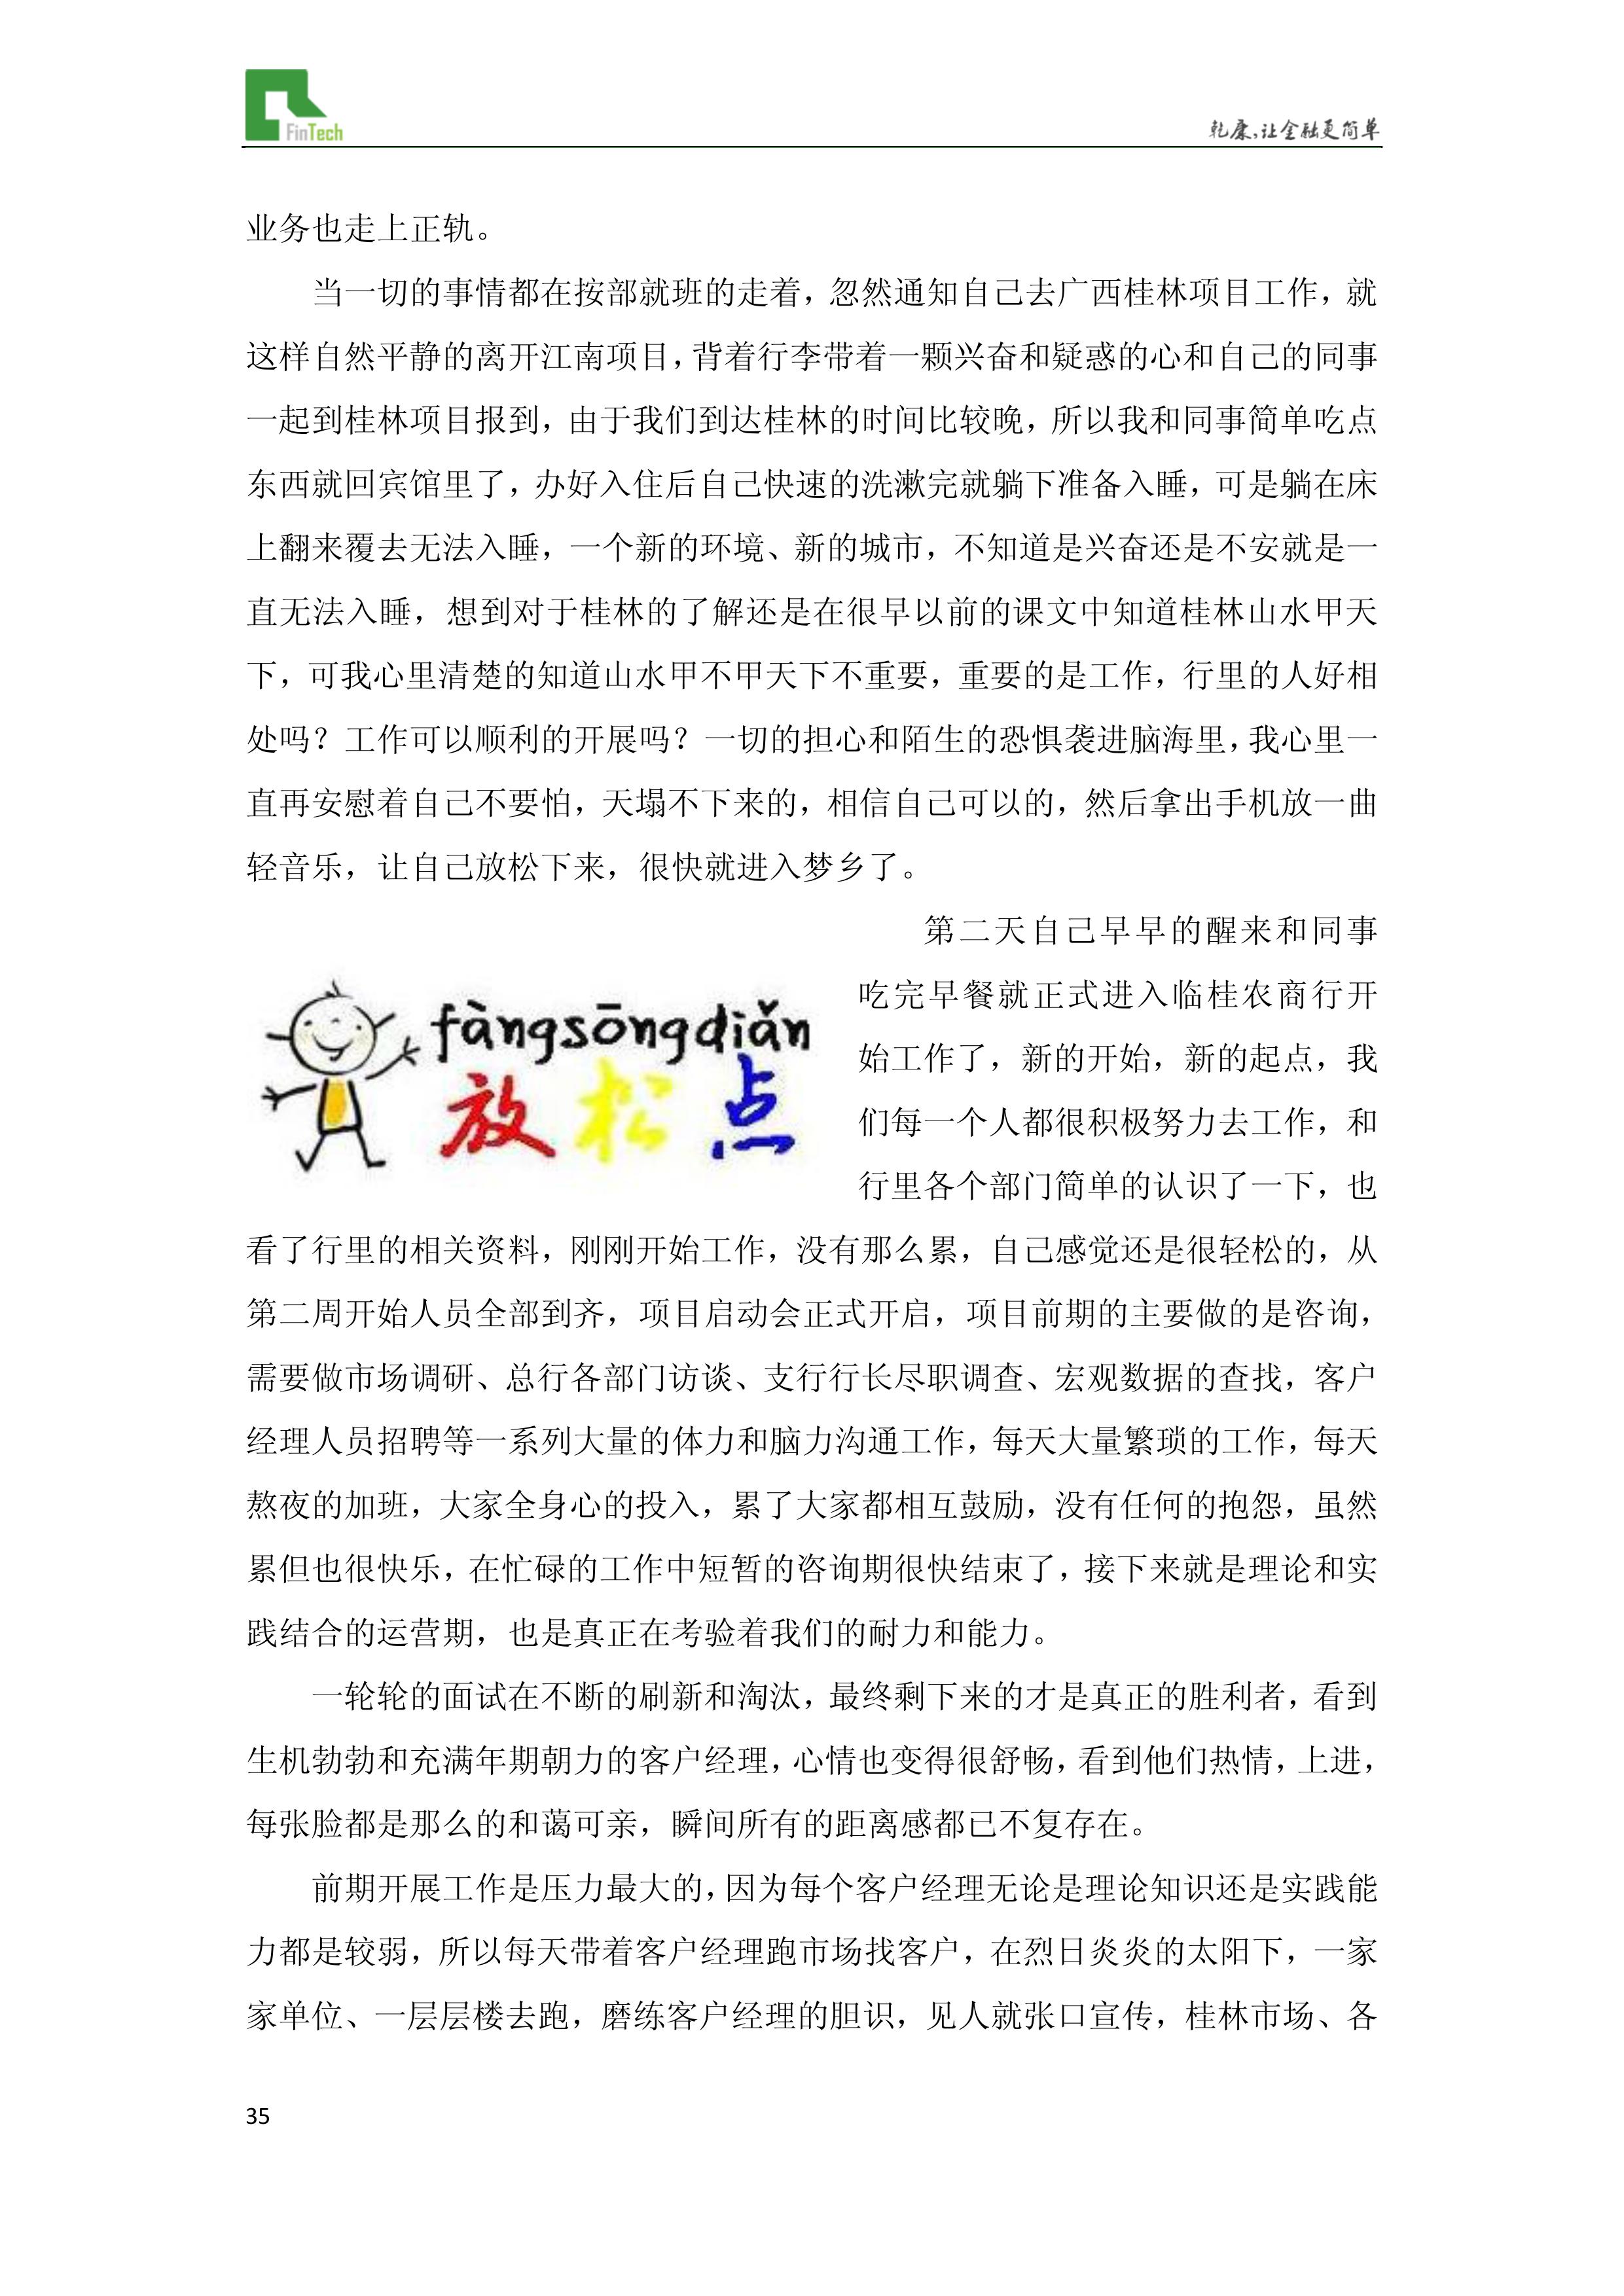 FinTech
乾康,让金融更简单
业务也走上正轨。
当一切的事情都在按部就班的走着，忽然通知自己去广西桂林项目工作，就
这样自然平静的离开江南项目，背着行李带着一颗兴奋和疑惑的心和自己的同事
一起到桂林项目报到，由于我们到达桂林的时间比较晚，所以我和同事简单吃点
东西就回宾馆里了，办好入住后自己快速的洗漱完就躺下准备入睡，可是躺在床
上翻来覆去无法入睡，一个新的环境、新的城市，不知道是兴奋还是不安就是一
直无法入睡，想到对于桂林的了解还是在很早以前的课文中知道桂林山水甲天
下，可我心里清楚的知道山水甲不甲天下不重要，重要的是工作，行里的人好相
处吗？工作可以顺利的开展吗？一切的担心和陌生的恐惧袭进脑海里，我心里一
直再安慰着自己不要怕，天塌不下来的，相信自己可以的，然后拿出手机放一曲
轻音乐，让自己放松下来，很快就进入梦乡了。
fàngsōngdiǎn
放松点
第二天自己早早的醒来和同事
吃完早餐就正式进入临桂农商行开
始工作了，新的开始，新的起点，我
们每一个人都很积极努力去工作，和
行里各个部门简单的认识了一下，也
看了行里的相关资料，刚刚开始工作，没有那么累，自己感觉还是很轻松的，从
第二周开始人员全部到齐，项目启动会正式开启，项目前期的主要做的是咨询，
需要做市场调研、总行各部门访谈、支行行长尽职调查、宏观数据的查找，客户
经理人员招聘等一系列大量的体力和脑力沟通工作，每天大量繁琐的工作，每天
熬夜的加班，大家全身心的投入，累了大家都相互鼓励，没有任何的抱怨，虽然
累但也很快乐，在忙碌的工作中短暂的咨询期很快结束了，接下来就是理论和实
践结合的运营期，也是真正在考验着我们的耐力和能力。
一轮轮的面试在不断的刷新和淘汰，最终剩下来的才是真正的胜利者，看到
生机勃勃和充满年期朝力的客户经理，心情也变得很舒畅，看到他们热情，上进，
每张脸都是那么的和蔼可亲，瞬间所有的距离感都已不复存在。
前期开展工作是压力最大的，因为每个客户经理无论是理论知识还是实践能
力都是较弱，所以每天带着客户经理跑市场找客户，在烈日炎炎的太阳下，一家
家单位、一层层楼去跑，磨练客户经理的胆识，见人就张口宣传，桂林市场、各
35